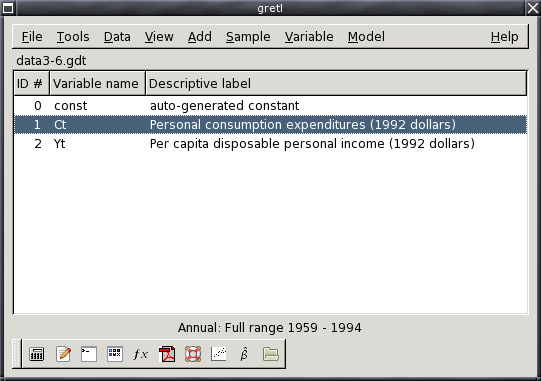 gretl
File Tools Data View Add Sample Variable Model Help
data3-6.gdt
ID # Variable name Descriptive label
0 const auto-generated constant
1 Ct Personal consumption expenditures (1992 dollars)
2 Yt Per capita disposable personal income (1992 dollars)
Annual: Full range 1959 - 1994
fx β̂